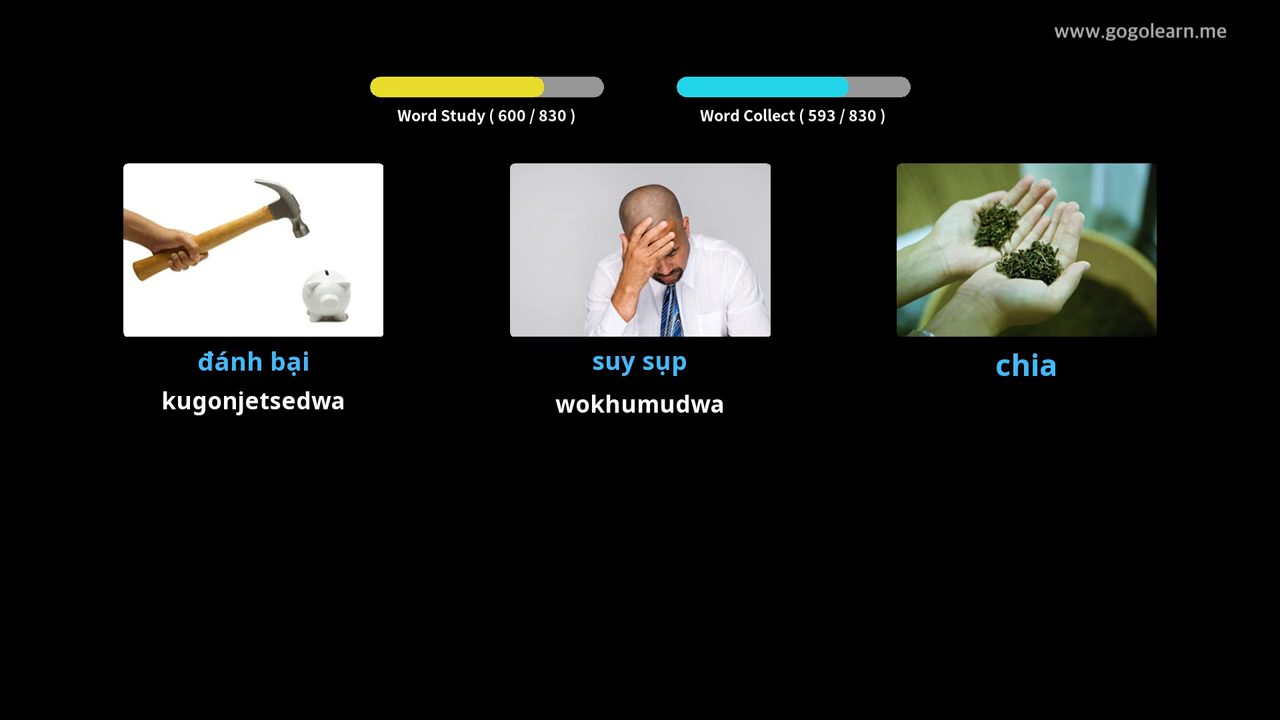 www.gogolearn.me
Word Study ( 600 / 830 )
Word Collect ( 593 / 830 )
đánh bại
kugonjetsedwa
suy sụp
wokhumudwa
chia